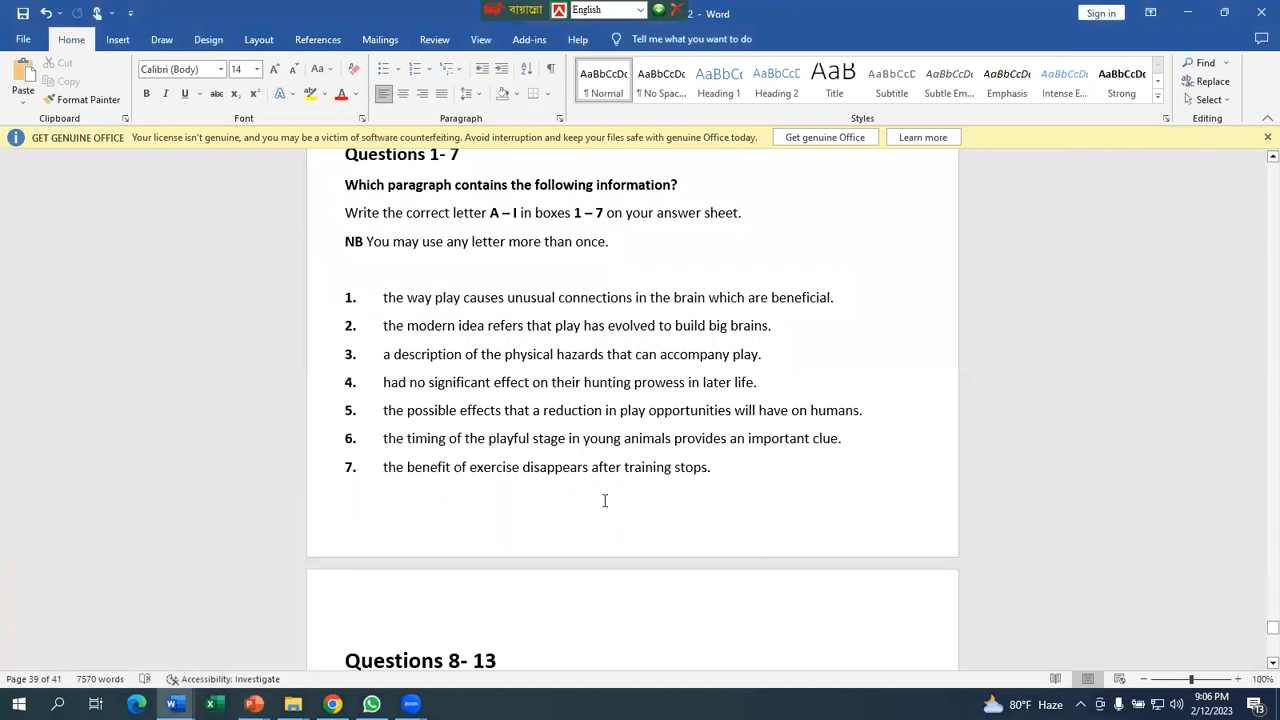 বায়ান্নো
English
2 - Word
Sign in
File Home Insert Draw Design Layout References Mailings Review View Help Tell me what you want to do
Paste
Cut
Copy
Format Painter
Clipboard
Calibri (Body) 14
Font
Paragraph
AaBbCcDc ¶ Normal
AaBbCcDc ¶ No Spac...
AaBbCc Heading 1
AaBbCcD Heading 2
AaB Title
AaBbCcD Subtitle
AaBbCcDc Subtle Em...
AaBbCcDc Emphasis
AaBbCcDc Intense E...
AaBbCcDc Strong
Styles
Find
Replace
Select
Editing
GET GENUINE OFFICE Your license isn't genuine, and you may be a victim of software counterfeiting. Avoid interruption and keep your files safe with genuine Office today. Get genuine Office Learn more
Questions 1- 7
Which paragraph contains the following information?
Write the correct letter A – I in boxes 1 – 7 on your answer sheet.
NB You may use any letter more than once.
1. the way play causes unusual connections in the brain which are beneficial.
2. the modern idea refers that play has evolved to build big brains.
3. a description of the physical hazards that can accompany play.
4. had no significant effect on their hunting prowess in later life.
5. the possible effects that a reduction in play opportunities will have on humans.
6. the timing of the playful stage in young animals provides an important clue.
7. the benefit of exercise disappears after training stops.
Questions 8- 13
Page 39 of 41 7570 words Accessibility: Investigate 100%
80°F Haze
9:06 PM
2/12/2023